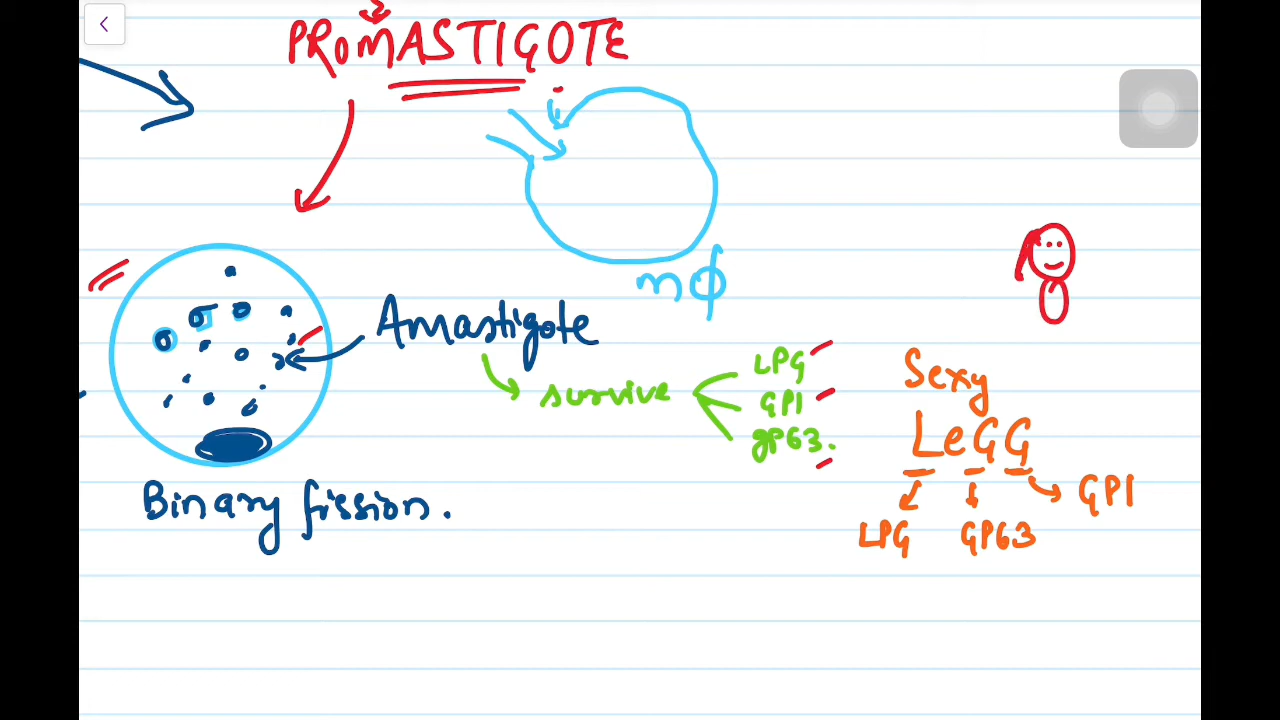 PROMASTIGOTE
mϕ
Amastigote
survive
LPG
GPI
gp63.
Sexy
LeGG
GPI
LPG
GP63
Binary fission.